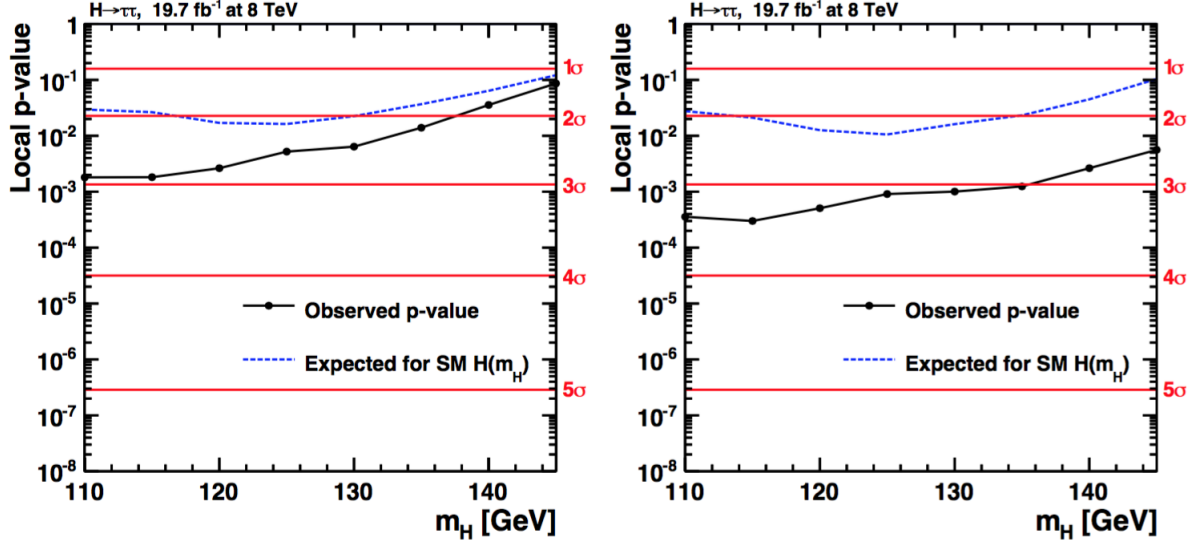 H→ττ, 19.7 fb⁻¹ at 8 TeV
Local p-value
1
10⁻¹
10⁻²
10⁻³
10⁻⁴
10⁻⁵
10⁻⁶
10⁻⁷
10⁻⁸
1σ
2σ
3σ
4σ
5σ
Observed p-value
Expected for SM H(m_H)
110 120 130 140
m_H [GeV]
H→ττ, 19.7 fb⁻¹ at 8 TeV
Local p-value
1
10⁻¹
10⁻²
10⁻³
10⁻⁴
10⁻⁵
10⁻⁶
10⁻⁷
10⁻⁸
1σ
2σ
3σ
4σ
5σ
Observed p-value
Expected for SM H(m_H)
110 120 130 140
m_H [GeV]